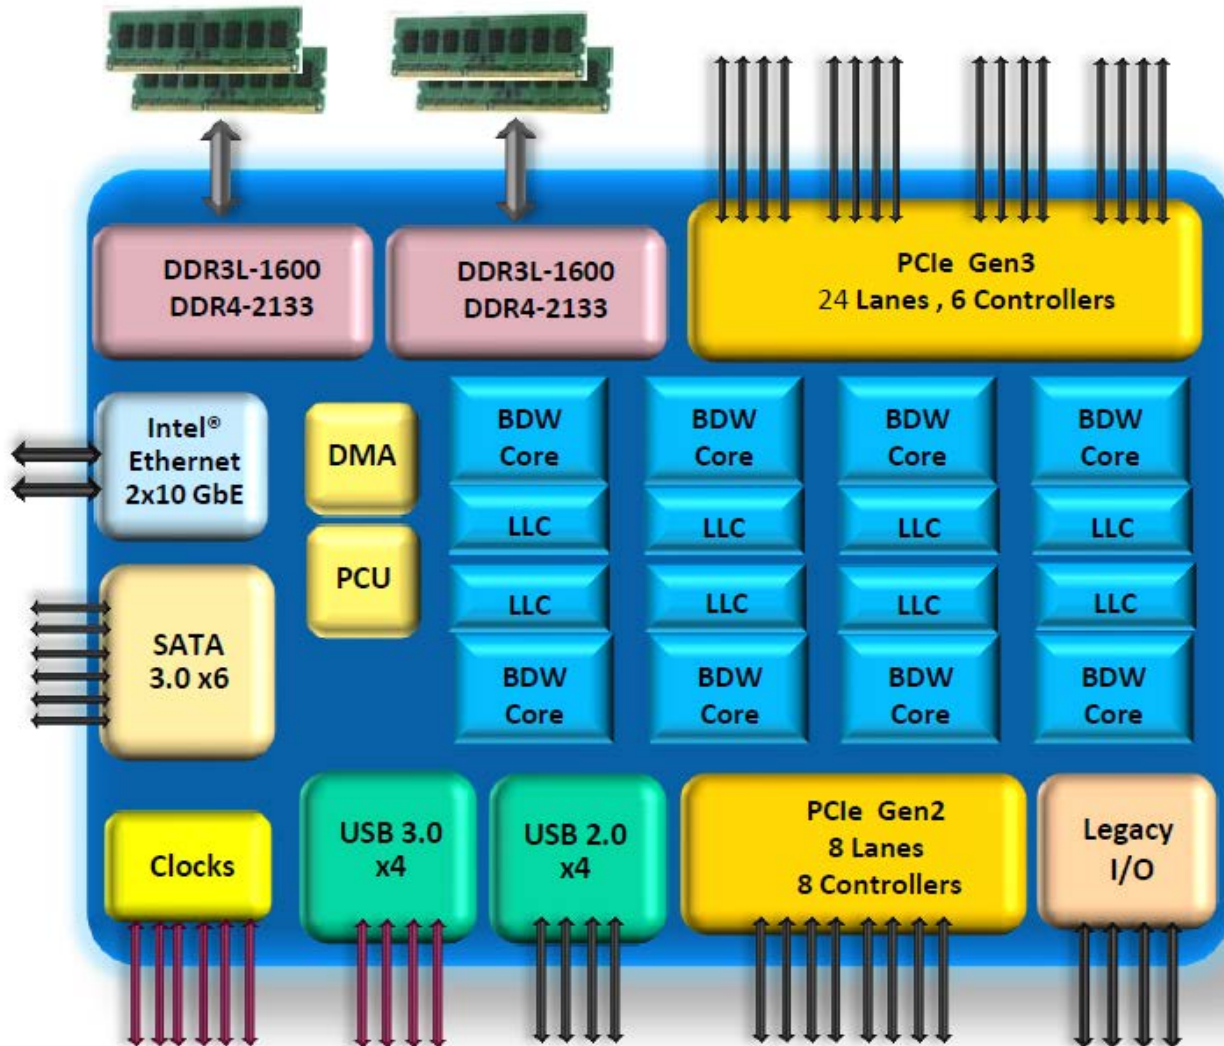 DDR3L-1600
DDR4-2133
DDR3L-1600
DDR4-2133
PCIe Gen3
24 Lanes , 6 Controllers
Intel®
Ethernet
2x10 GbE
DMA
PCU
BDW
Core
BDW
Core
BDW
Core
BDW
Core
LLC
LLC
LLC
LLC
LLC
LLC
LLC
LLC
BDW
Core
BDW
Core
BDW
Core
BDW
Core
SATA
3.0 x6
Clocks
USB 3.0
x4
USB 2.0
x4
PCIe Gen2
8 Lanes
8 Controllers
Legacy
I/O